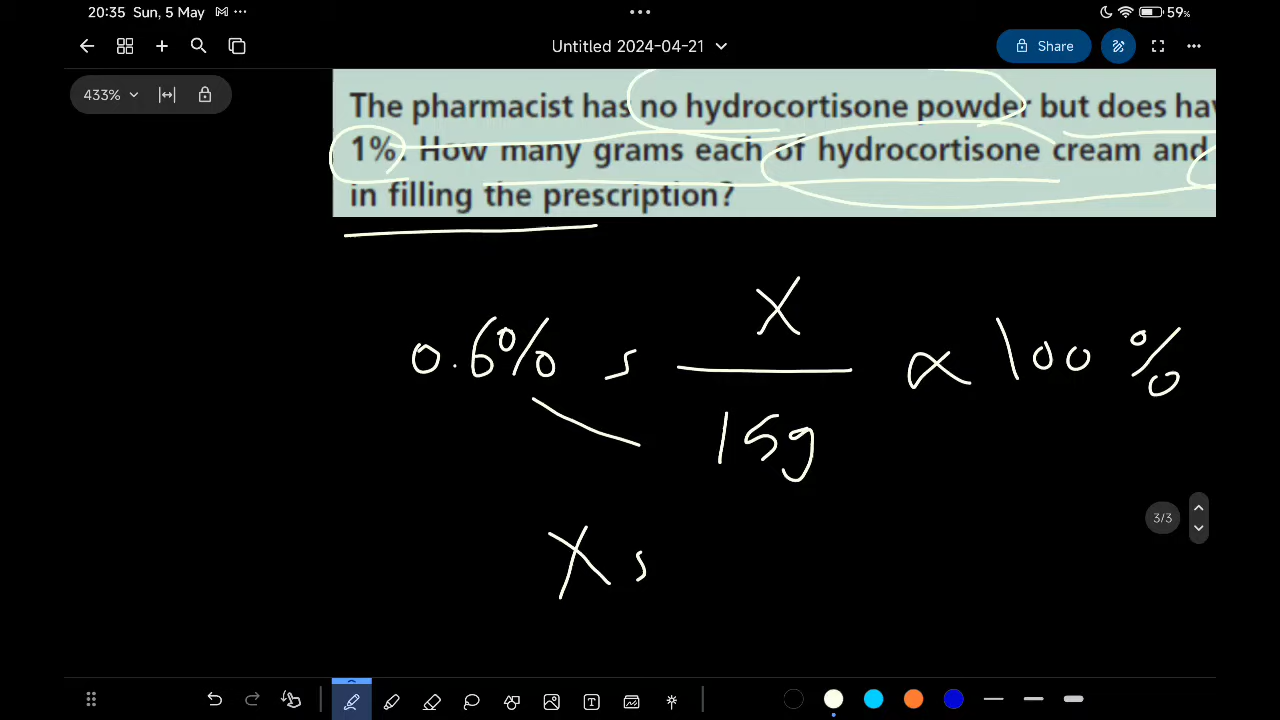 20:35 Sun, 5 May
59%
Untitled 2024-04-21
Share
433%
The pharmacist has no hydrocortisone powder but does hav
1%. How many grams each of hydrocortisone cream and
in filling the prescription?
X
0.6% = ——— × 100 %
15g
X =
3/3